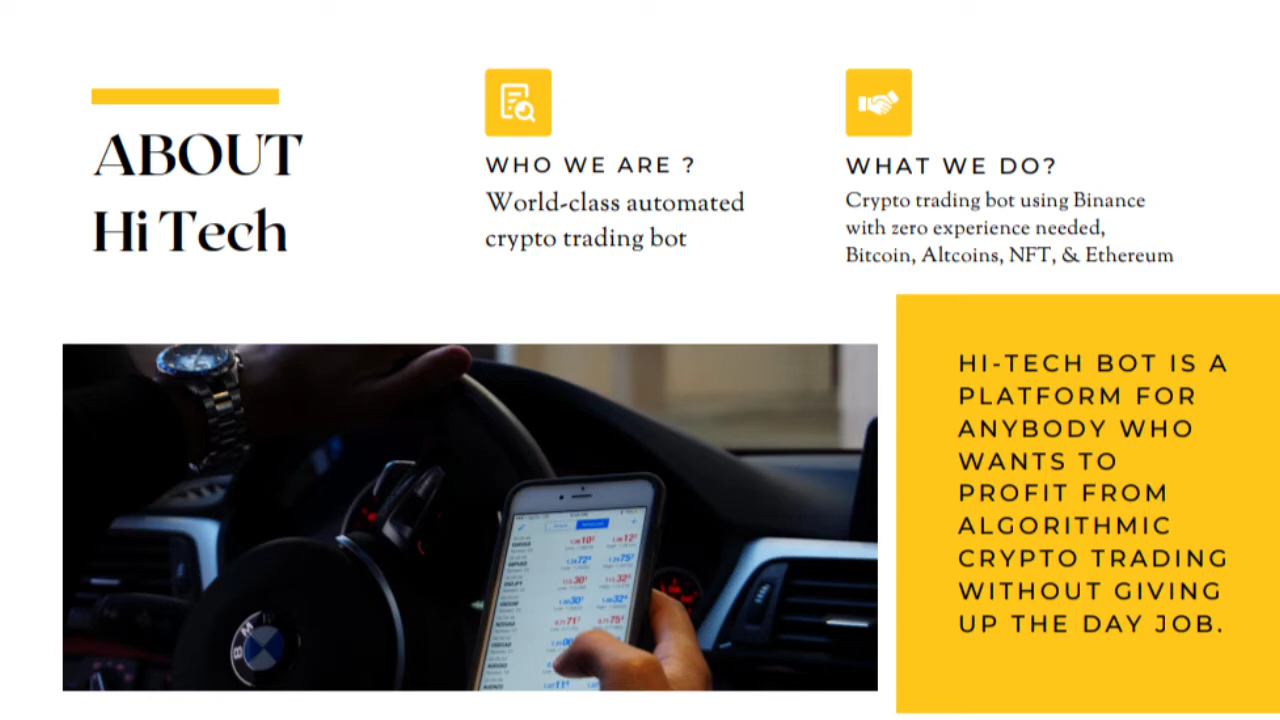 ABOUT
Hi Tech
WHO WE ARE ?
World-class automated
crypto trading bot
WHAT WE DO?
Crypto trading bot using Binance
with zero experience needed,
Bitcoin, Altcoins, NFT, & Ethereum
HI-TECH BOT IS A
PLATFORM FOR
ANYBODY WHO
WANTS TO
PROFIT FROM
ALGORITHMIC
CRYPTO TRADING
WITHOUT GIVING
UP THE DAY JOB.
BMW